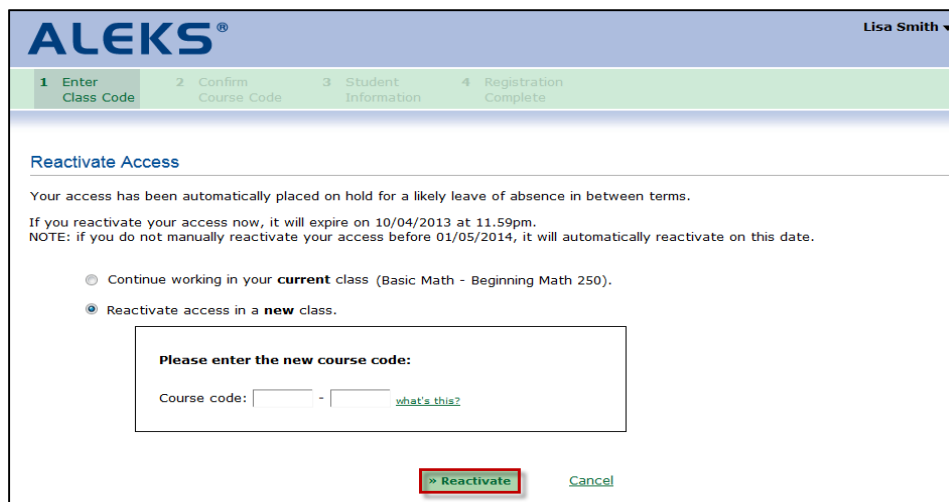 ALEKS®
Lisa Smith
1 Enter Class Code
2 Confirm Course Code
3 Student Information
4 Registration Complete
Reactivate Access
Your access has been automatically placed on hold for a likely leave of absence in between terms.
If you reactivate your access now, it will expire on 10/04/2013 at 11.59pm.
NOTE: if you do not manually reactivate your access before 01/05/2014, it will automatically reactivate on this date.
Continue working in your current class (Basic Math - Beginning Math 250).
Reactivate access in a new class.
Please enter the new course code:
Course code: - what's this?
» Reactivate Cancel